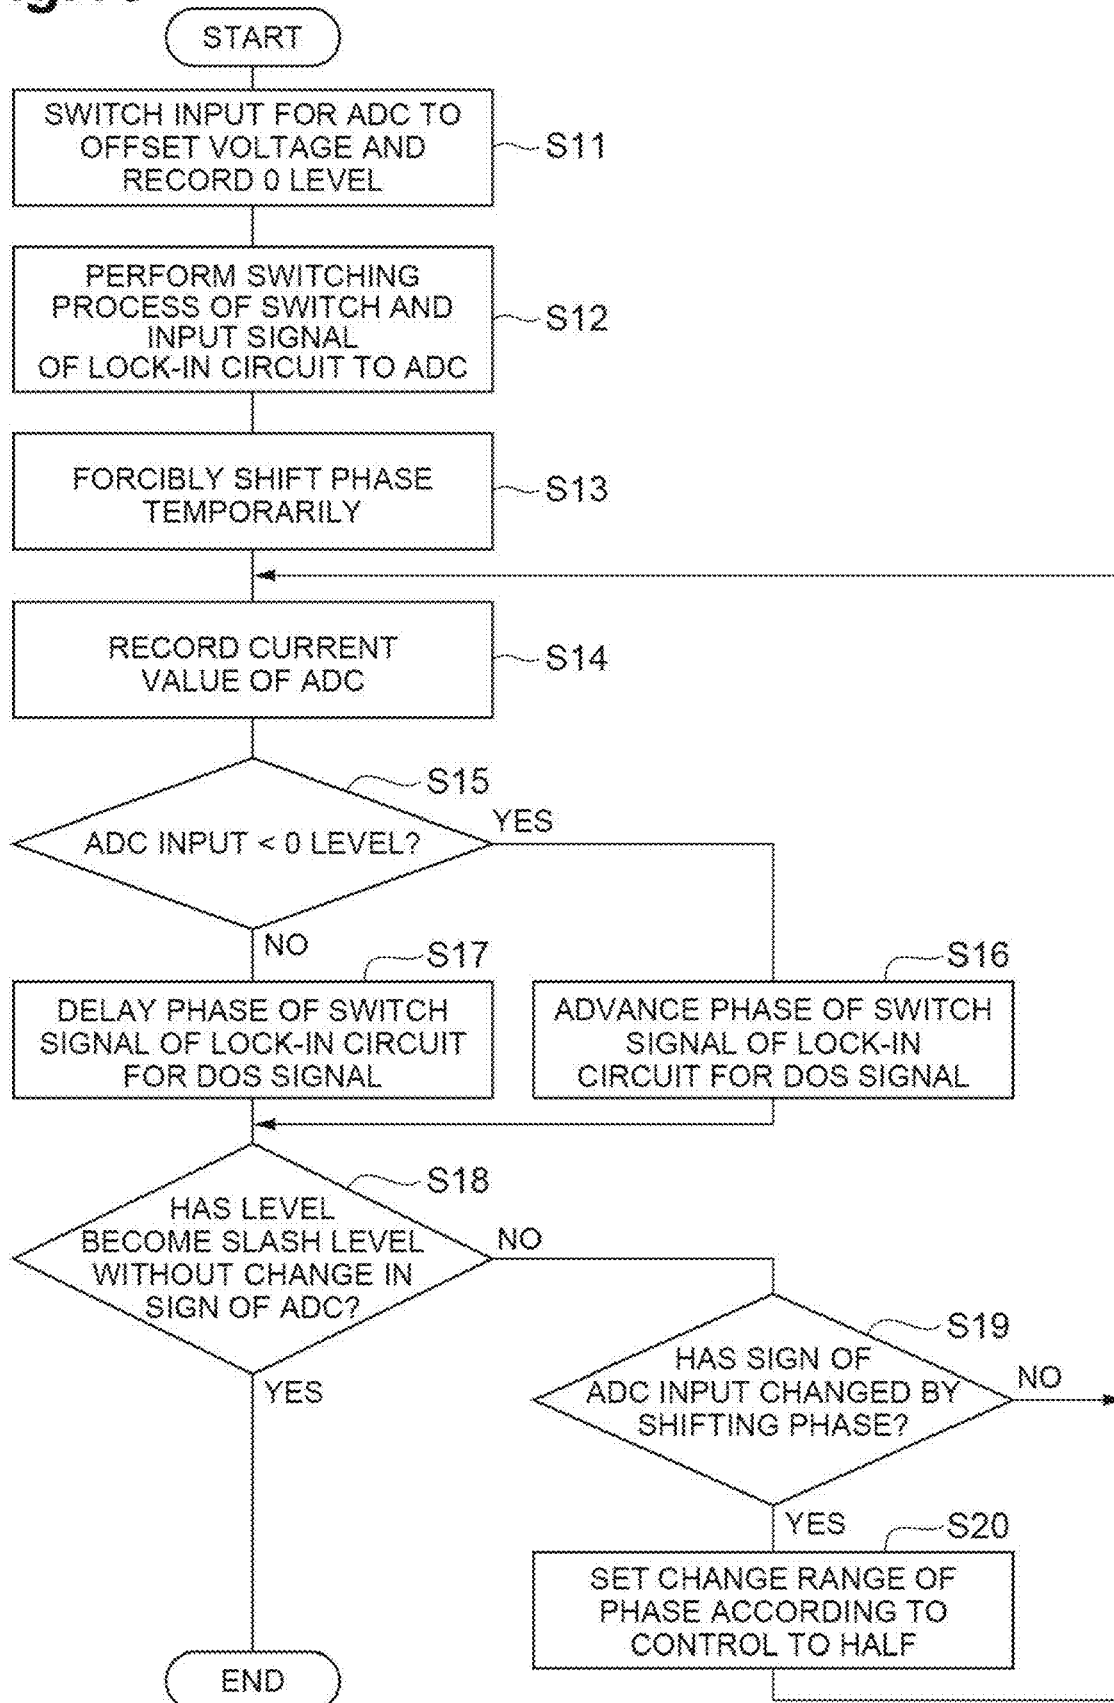 START
SWITCH INPUT FOR ADC TO
OFFSET VOLTAGE AND
RECORD 0 LEVEL
S11
PERFORM SWITCHING
PROCESS OF SWITCH AND
INPUT SIGNAL
OF LOCK-IN CIRCUIT TO ADC
S12
FORCIBLY SHIFT PHASE
TEMPORARILY
S13
RECORD CURRENT
VALUE OF ADC
S14
S15
ADC INPUT < 0 LEVEL?
YES
NO
S17
DELAY PHASE OF SWITCH
SIGNAL OF LOCK-IN CIRCUIT
FOR DOS SIGNAL
S16
ADVANCE PHASE OF SWITCH
SIGNAL OF LOCK-IN
CIRCUIT FOR DOS SIGNAL
S18
HAS LEVEL
BECOME SLASH LEVEL
WITHOUT CHANGE IN
SIGN OF ADC?
NO
YES
S19
HAS SIGN OF
ADC INPUT CHANGED BY
SHIFTING PHASE?
NO
YES
S20
SET CHANGE RANGE OF
PHASE ACCORDING TO
CONTROL TO HALF
END